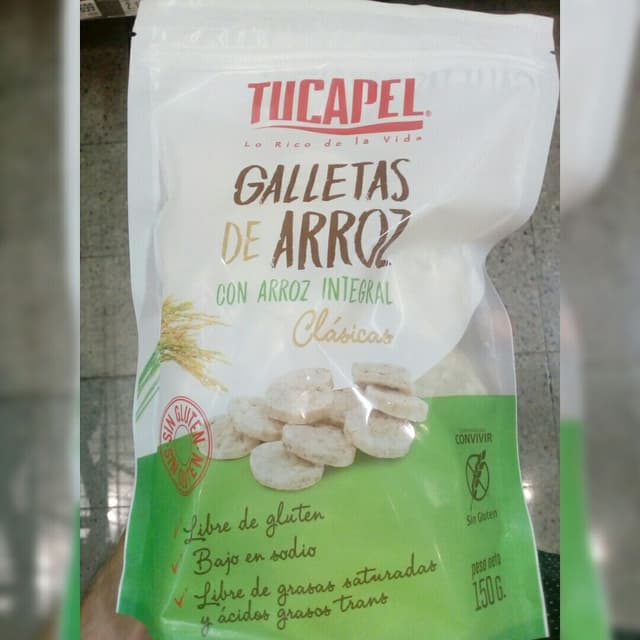 TUCAPEL®
Lo Rico de la Vida
GALLETAS
DE ARROZ
CON ARROZ INTEGRAL
Clásicas
SIN GLUTEN
CONVIVIR
Sin Gluten
Libre de gluten
Bajo en sodio
Libre de grasas saturadas
y ácidos grasos trans
peso neto
150 G.